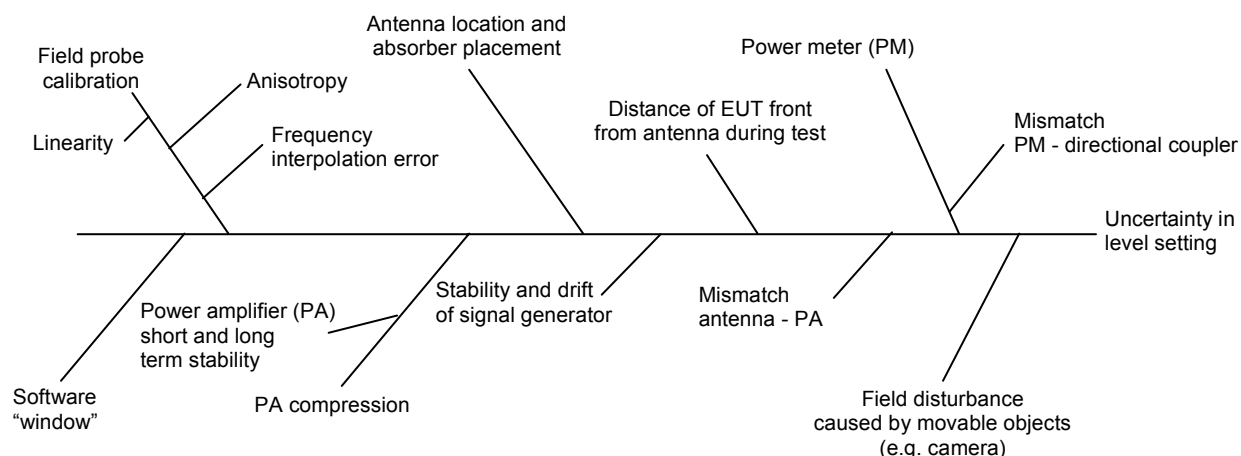 Antenna location and
absorber placement
Power meter (PM)
Field probe
calibration
Anisotropy
Distance of EUT front
from antenna during test
Mismatch
PM - directional coupler
Linearity
Frequency
interpolation error
Uncertainty in
level setting
Power amplifier (PA)
short and long
term stability
Stability and drift
of signal generator
Mismatch
antenna - PA
Software
“window”
PA compression
Field disturbance
caused by movable objects
(e.g. camera)